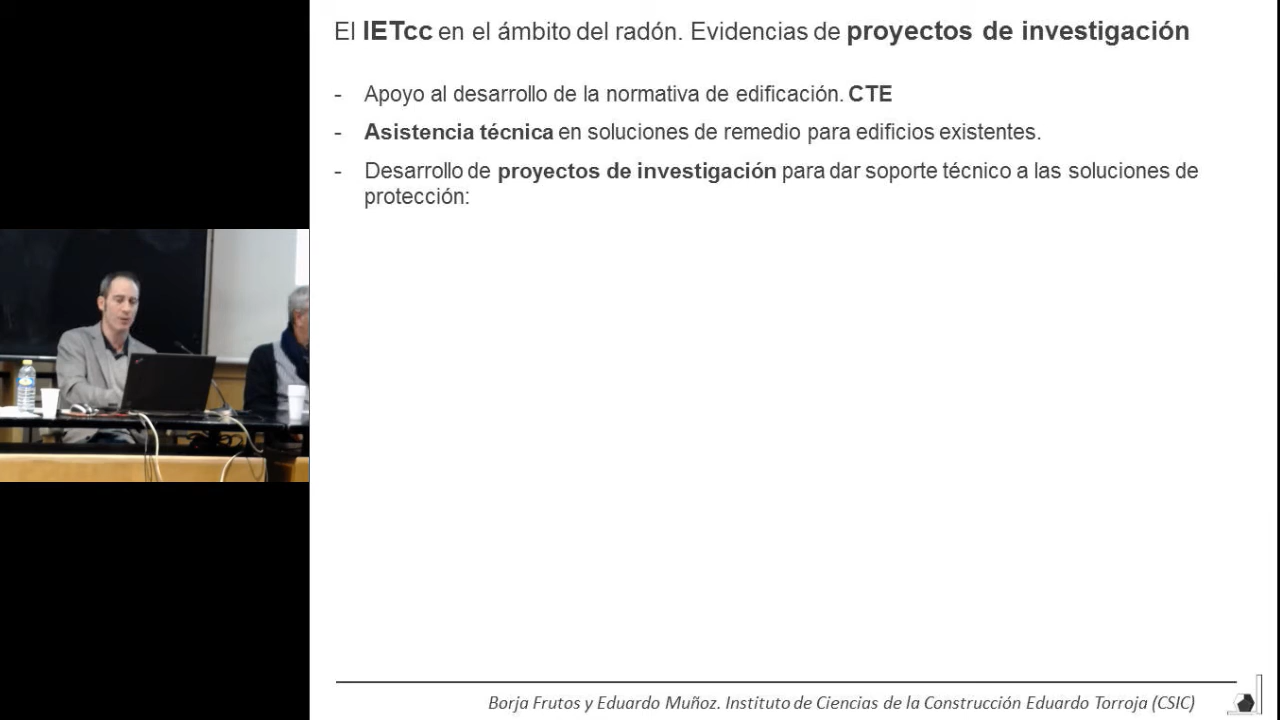 El IETcc en el ámbito del radón. Evidencias de proyectos de investigación
- Apoyo al desarrollo de la normativa de edificación. CTE
- Asistencia técnica en soluciones de remedio para edificios existentes.
- Desarrollo de proyectos de investigación para dar soporte técnico a las soluciones de
protección:
Borja Frutos y Eduardo Muñoz. Instituto de Ciencias de la Construcción Eduardo Torroja (CSIC)